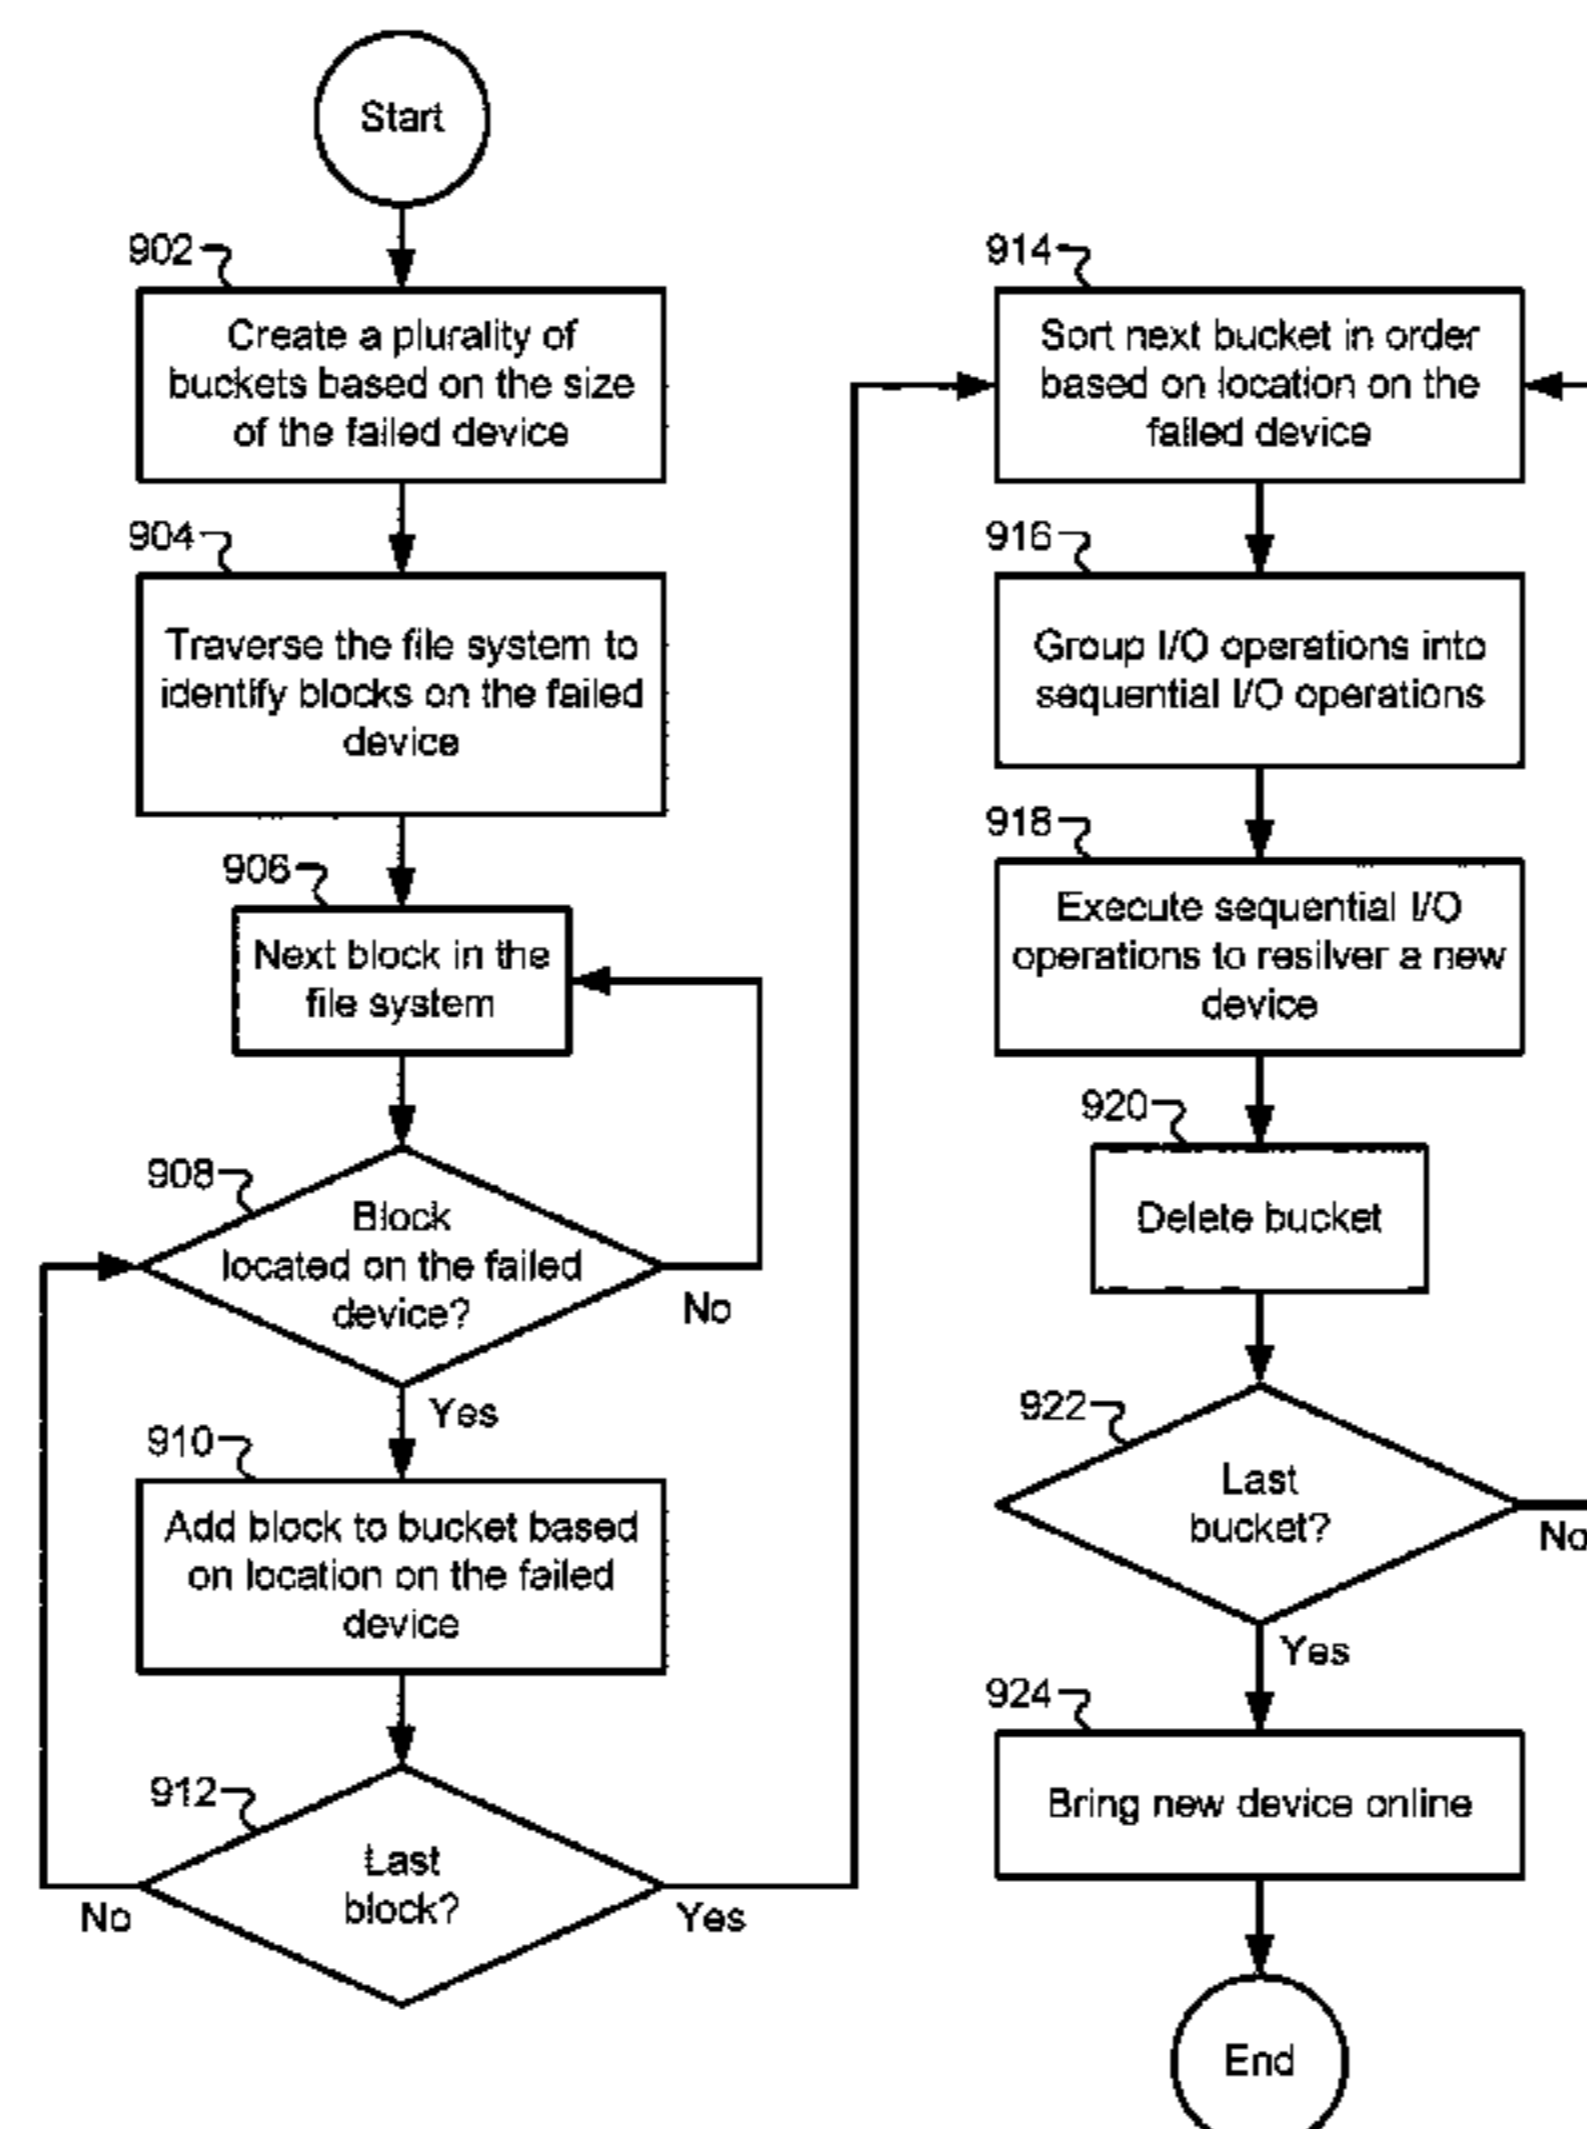 Start
902
Create a plurality of
buckets based on the size
of the failed device
904
Traverse the file system to
identify blocks on the failed
device
906
Next block in the
file system
908
Block
located on the failed
device?
No
Yes
910
Add block to bucket based
on location on the failed
device
912
Last
block?
No
Yes
914
Sort next bucket in order
based on location on the
failed device
916
Group I/O operations into
sequential I/O operations
918
Execute sequential I/O
operations to resilver a new
device
920
Delete bucket
922
Last
bucket?
No
Yes
924
Bring new device online
End